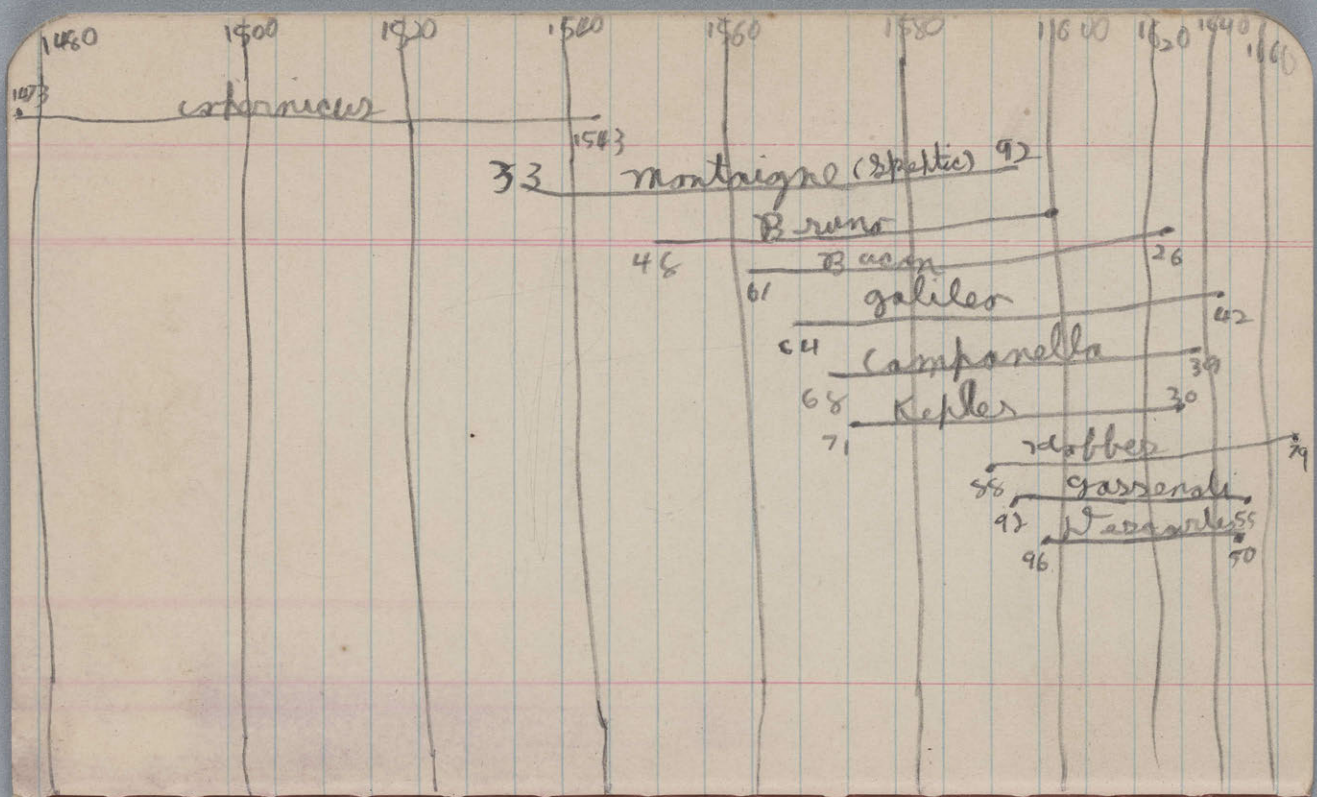 1480 1500 1520 1540 1560 1580 1600 1620 1640 1660
1473 Copernicus 1543
33 Montaigne (Skeptic) 92
48 Bruno
61 Bacon 26
64 Galileo 42
68 Campanella 39
71 Kepler 30
88 Hobbes 79
92 Gassendi 55
96 Descartes 50